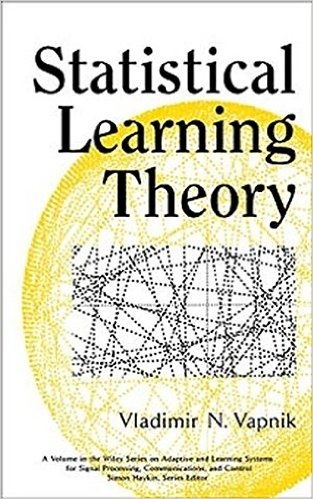 Statistical
Learning
Theory
Vladimir N. Vapnik
A Volume in the Wiley Series on Adaptive and Learning Systems
for Signal Processing, Communications, and Control
Simon Haykin, Series Editor